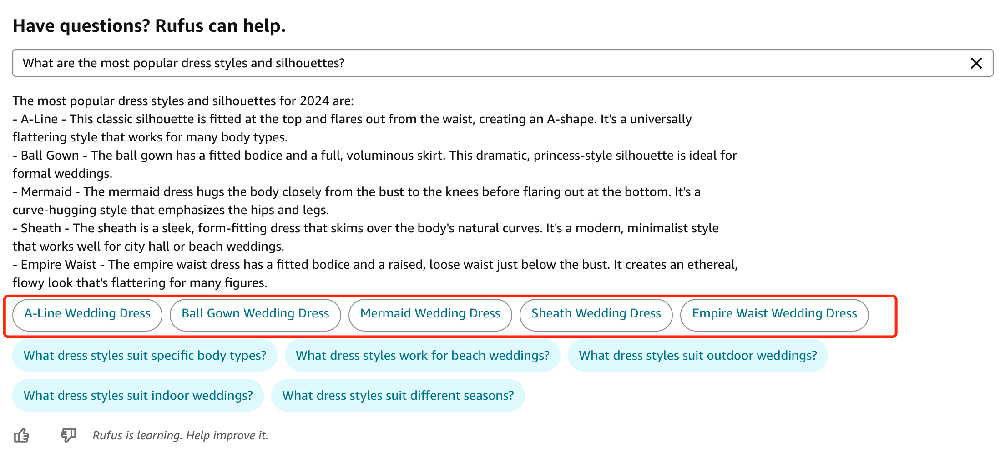 Have questions? Rufus can help.
What are the most popular dress styles and silhouettes?
The most popular dress styles and silhouettes for 2024 are:
- A-Line - This classic silhouette is fitted at the top and flares out from the waist, creating an A-shape. It's a universally
flattering style that works for many body types.
- Ball Gown - The ball gown has a fitted bodice and a full, voluminous skirt. This dramatic, princess-style silhouette is ideal for
formal weddings.
- Mermaid - The mermaid dress hugs the body closely from the bust to the knees before flaring out at the bottom. It's a
curve-hugging style that emphasizes the hips and legs.
- Sheath - The sheath is a sleek, form-fitting dress that skims over the body's natural curves. It's a modern, minimalist style
that works well for city hall or beach weddings.
- Empire Waist - The empire waist dress has a fitted bodice and a raised, loose waist just below the bust. It creates an ethereal,
flowy look that's flattering for many figures.
A-Line Wedding Dress Ball Gown Wedding Dress Mermaid Wedding Dress Sheath Wedding Dress Empire Waist Wedding Dress
What dress styles suit specific body types? What dress styles work for beach weddings? What dress styles suit outdoor weddings?
What dress styles suit indoor weddings? What dress styles suit different seasons?
Rufus is learning. Help improve it.